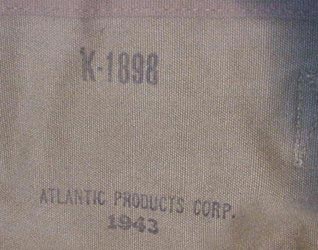 K-1898
ATLANTIC PRODUCTS CORP.
1943